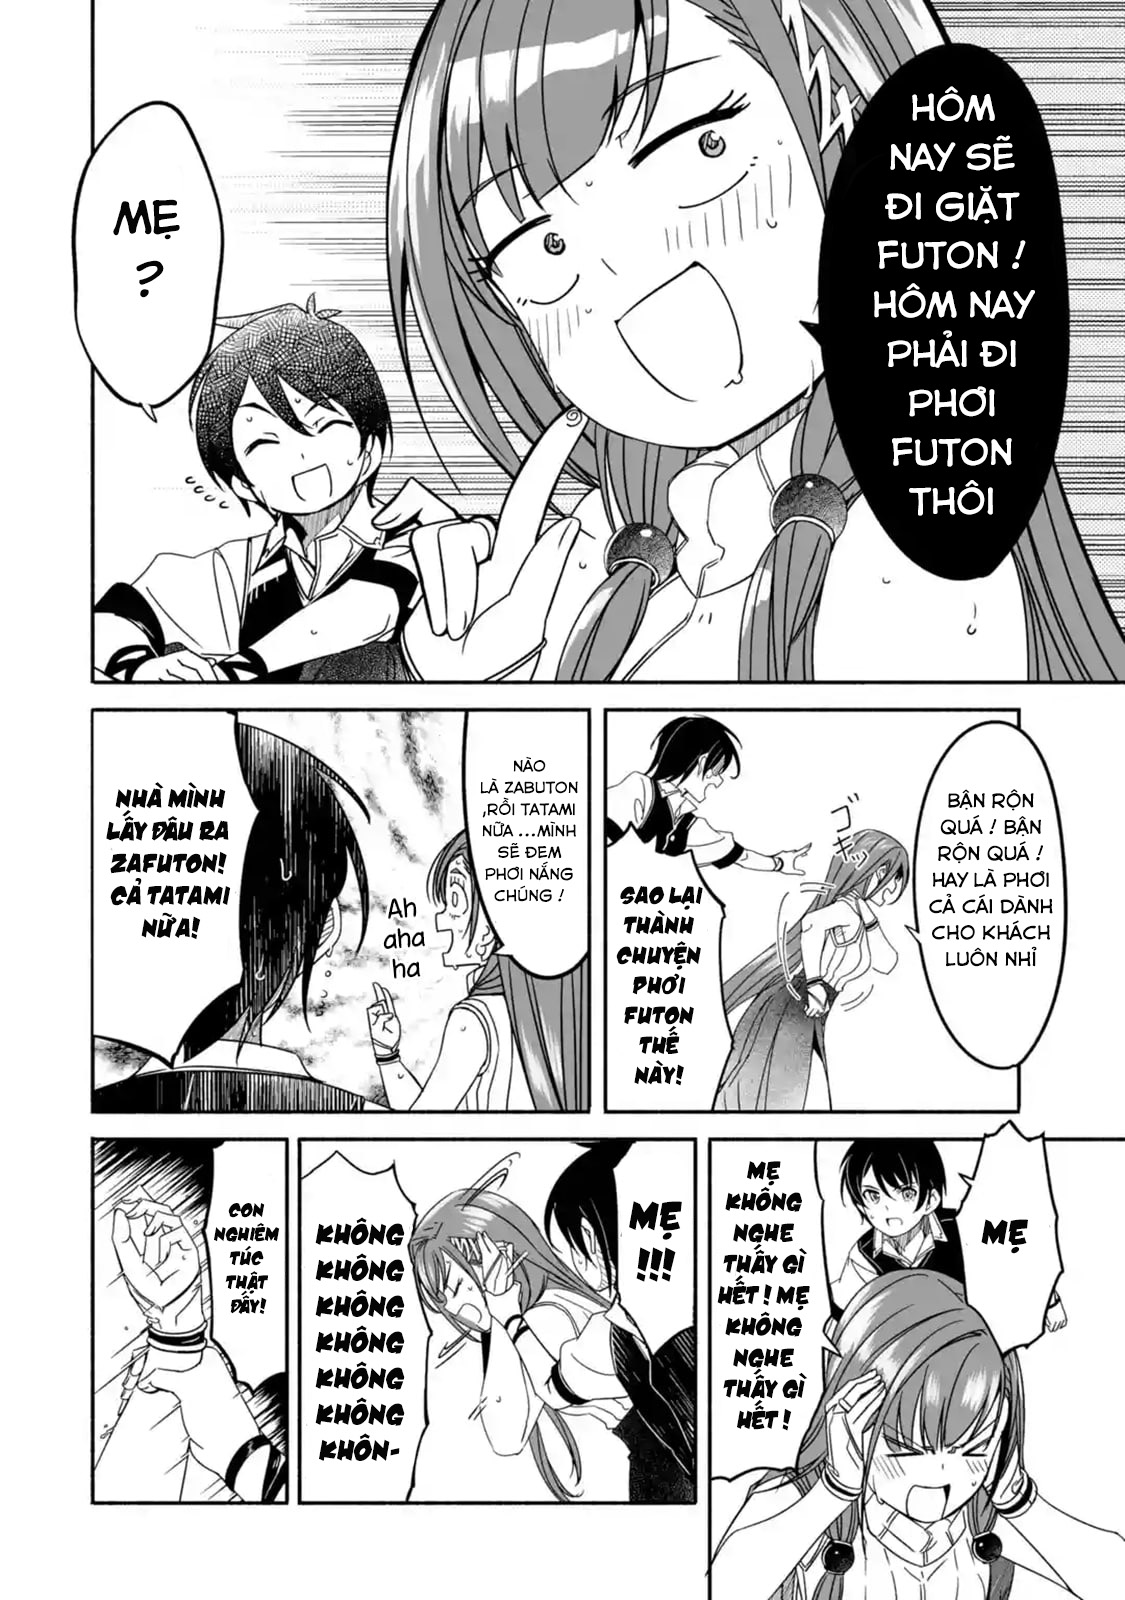 HÔM
NAY SẼ
ĐI GIẶT
FUTON !
HÔM NAY
PHẢI ĐI
PHƠI
FUTON
THÔI
MẸ
?
BẬN RỘN
QUÁ ! BẬN
RỘN QUÁ !
HAY LÀ PHƠI
CẢ CÁI DÀNH
CHO KHÁCH
LUÔN NHỈ
ゴキッ
SAO LẠI
THÀNH
CHUYỆN
PHƠI
FUTON
THẾ
NÀY!
NÀO
LÀ ZABUTON
,RỒI TATAMI
NỮA ...MÌNH
SẼ ĐEM
PHƠI NẮNG
CHÚNG !
Ah
aha
ha
NHÀ MÌNH
LẤY ĐÂU RA
ZAFUTON!
CẢ TATAMI
NỮA!
MẸ
MẸ
KHÔNG
NGHE
THẤY GÌ
HẾT ! MẸ
KHÔNG
NGHE
THẤY GÌ
HẾT !
MẸ
!!!
KHÔNG
KHÔNG
KHÔNG
KHÔNG
KHÔNG
KHÔNG
KHÔN-
CON
NGHIÊM
TÚC
THẬT
ĐẤY!